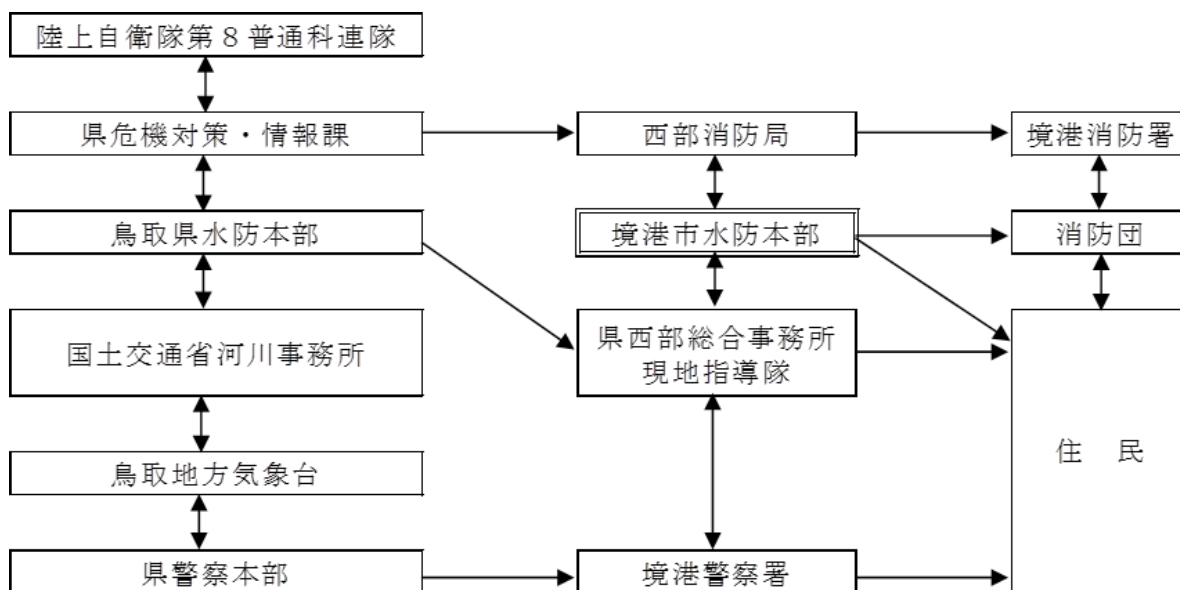 陸上自衛隊第８普通科連隊
県危機対策・情報課
西部消防局
境港消防署
鳥取県水防本部
境港市水防本部
消防団
国土交通省河川事務所
県西部総合事務所
現地指導隊
住　民
鳥取地方気象台
県警察本部
境港警察署